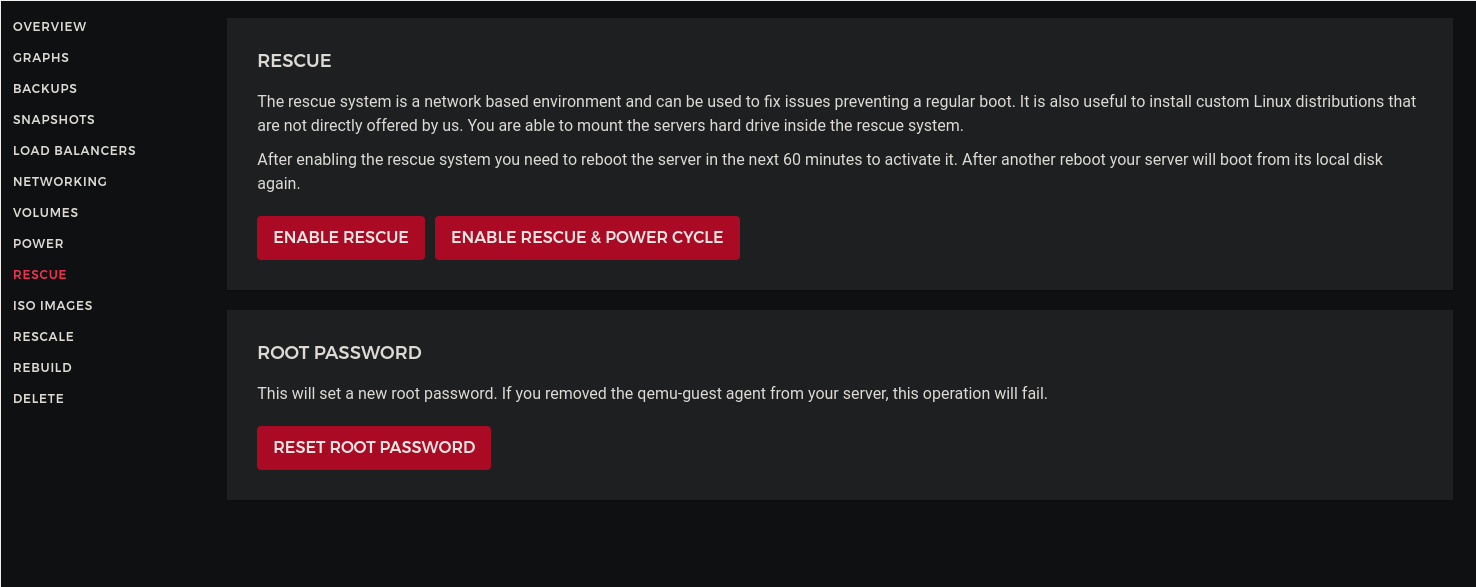 OVERVIEW
GRAPHS
BACKUPS
SNAPSHOTS
LOAD BALANCERS
NETWORKING
VOLUMES
POWER
RESCUE
ISO IMAGES
RESCALE
REBUILD
DELETE
RESCUE
The rescue system is a network based environment and can be used to fix issues preventing a regular boot. It is also useful to install custom Linux distributions that
are not directly offered by us. You are able to mount the servers hard drive inside the rescue system.
After enabling the rescue system you need to reboot the server in the next 60 minutes to activate it. After another reboot your server will boot from its local disk
again.
ENABLE RESCUE
ENABLE RESCUE & POWER CYCLE
ROOT PASSWORD
This will set a new root password. If you removed the qemu-guest agent from your server, this operation will fail.
RESET ROOT PASSWORD